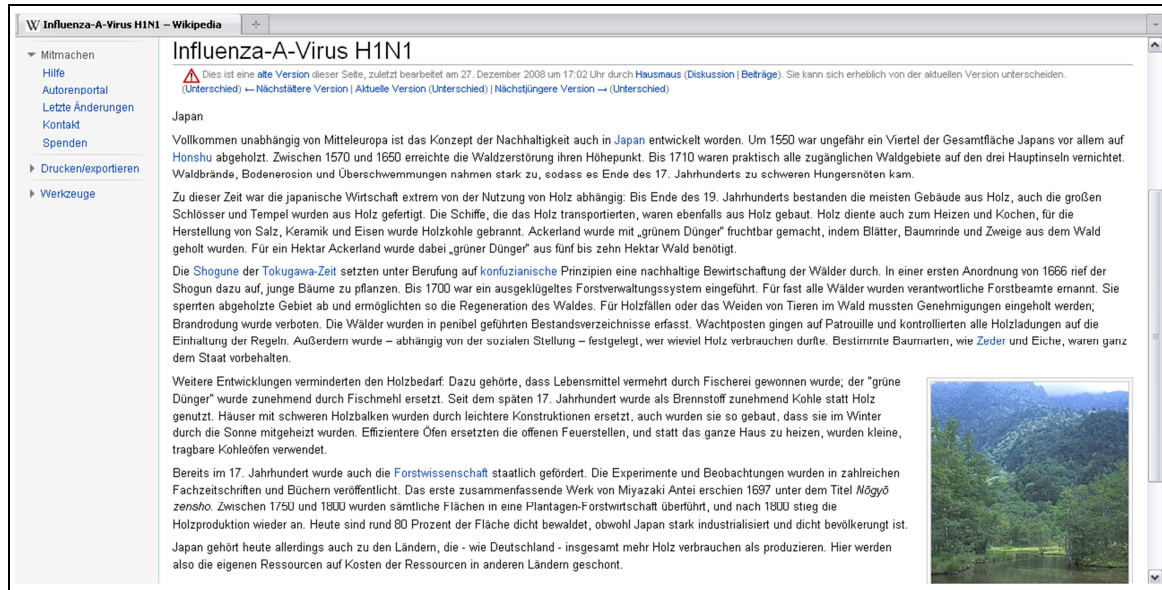 Influenza-A-Virus H1N1 – Wikipedia
Mitmachen
Hilfe
Autorenportal
Letzte Änderungen
Kontakt
Spenden
Drucken/exportieren
Werkzeuge
Influenza-A-Virus H1N1
Dies ist eine alte Version dieser Seite, zuletzt bearbeitet am 27. Dezember 2008 um 17:02 Uhr durch Hausmaus (Diskussion | Beiträge). Sie kann sich erheblich von der aktuellen Version unterscheiden.
(Unterschied) ← Nächstältere Version | Aktuelle Version (Unterschied) | Nächstjüngere Version → (Unterschied)
Japan
Vollkommen unabhängig von Mitteleuropa ist das Konzept der Nachhaltigkeit auch in Japan entwickelt worden. Um 1550 war ungefähr ein Viertel der Gesamtfläche Japans vor allem auf
Honshu abgeholzt. Zwischen 1570 und 1650 erreichte die Waldzerstörung ihren Höhepunkt. Bis 1710 waren praktisch alle zugänglichen Waldgebiete auf den drei Hauptinseln vernichtet.
Waldbrände, Bodenerosion und Überschwemmungen nahmen stark zu, sodass es Ende des 17. Jahrhunderts zu schweren Hungersnöten kam.
Zu dieser Zeit war die japanische Wirtschaft extrem von der Nutzung von Holz abhängig: Bis Ende des 19. Jahrhunderts bestanden die meisten Gebäude aus Holz, auch die großen
Schlösser und Tempel wurden aus Holz gefertigt. Die Schiffe, die das Holz transportierten, waren ebenfalls aus Holz gebaut. Holz diente auch zum Heizen und Kochen, für die
Herstellung von Salz, Keramik und Eisen wurde Holzkohle gebrannt. Ackerland wurde mit „grünem Dünger" fruchtbar gemacht, indem Blätter, Baumrinde und Zweige aus dem Wald
geholt wurden. Für ein Hektar Ackerland wurde dabei „grüner Dünger" aus fünf bis zehn Hektar Wald benötigt.
Die Shogune der Tokugawa-Zeit setzten unter Berufung auf konfuzianische Prinzipien eine nachhaltige Bewirtschaftung der Wälder durch. In einer ersten Anordnung von 1666 rief der
Shogun dazu auf, junge Bäume zu pflanzen. Bis 1700 war ein ausgeklügeltes Forstverwaltungssystem eingeführt. Für fast alle Wälder wurden verantwortliche Forstbeamte ernannt. Sie
sperrten abgeholzte Gebiet ab und ermöglichten so die Regeneration des Waldes. Für Holzfällen oder das Weiden von Tieren im Wald mussten Genehmigungen eingeholt werden;
Brandrodung wurde verboten. Die Wälder wurden in penibel geführten Bestandsverzeichnisse erfasst. Wachtposten gingen auf Patrouille und kontrollierten alle Holzladungen auf die
Einhaltung der Regeln. Außerdem wurde – abhängig von der sozialen Stellung – festgelegt, wer wieviel Holz verbrauchen durfte. Bestimmte Baumarten, wie Zeder und Eiche, waren ganz
dem Staat vorbehalten.
Weitere Entwicklungen verminderten den Holzbedarf: Dazu gehörte, dass Lebensmittel vermehrt durch Fischerei gewonnen wurde; der "grüne
Dünger" wurde zunehmend durch Fischmehl ersetzt. Seit dem späten 17. Jahrhundert wurde als Brennstoff zunehmend Kohle statt Holz
genutzt. Häuser mit schweren Holzbalken wurden durch leichtere Konstruktionen ersetzt, auch wurden sie so gebaut, dass sie im Winter
durch die Sonne mitgeheizt wurden. Effizientere Öfen ersetzten die offenen Feuerstellen, und statt das ganze Haus zu heizen, wurden kleine,
tragbare Kohleöfen verwendet.
Bereits im 17. Jahrhundert wurde auch die Forstwissenschaft staatlich gefördert. Die Experimente und Beobachtungen wurden in zahlreichen
Fachzeitschriften und Büchern veröffentlicht. Das erste zusammenfassende Werk von Miyazaki Antei erschien 1697 unter dem Titel Nōgyō
zensho. Zwischen 1750 und 1800 wurden sämtliche Flächen in eine Plantagen-Forstwirtschaft überführt, und nach 1800 stieg die
Holzproduktion wieder an. Heute sind rund 80 Prozent der Fläche dicht bewaldet, obwohl Japan stark industrialisiert und dicht bevölkerungt ist.
Japan gehört heute allerdings auch zu den Ländern, die - wie Deutschland - insgesamt mehr Holz verbrauchen als produzieren. Hier werden
also die eigenen Ressourcen auf Kosten der Ressourcen in anderen Ländern geschont.